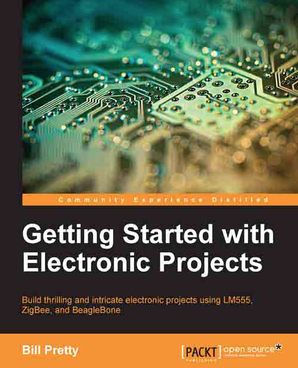 Community Experience Distilled
Getting Started with
Electronic Projects
Build thrilling and intricate electronic projects using LM555,
ZigBee, and BeagleBone
Bill Pretty
[PACKT] open source*
PUBLISHING